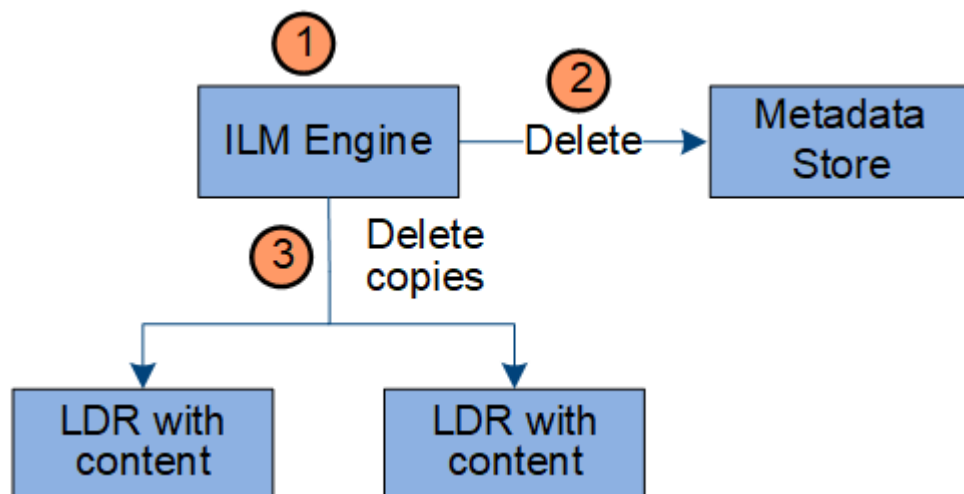 1
2
ILM Engine
Delete
Metadata
Store
3
Delete
copies
LDR with
content
LDR with
content